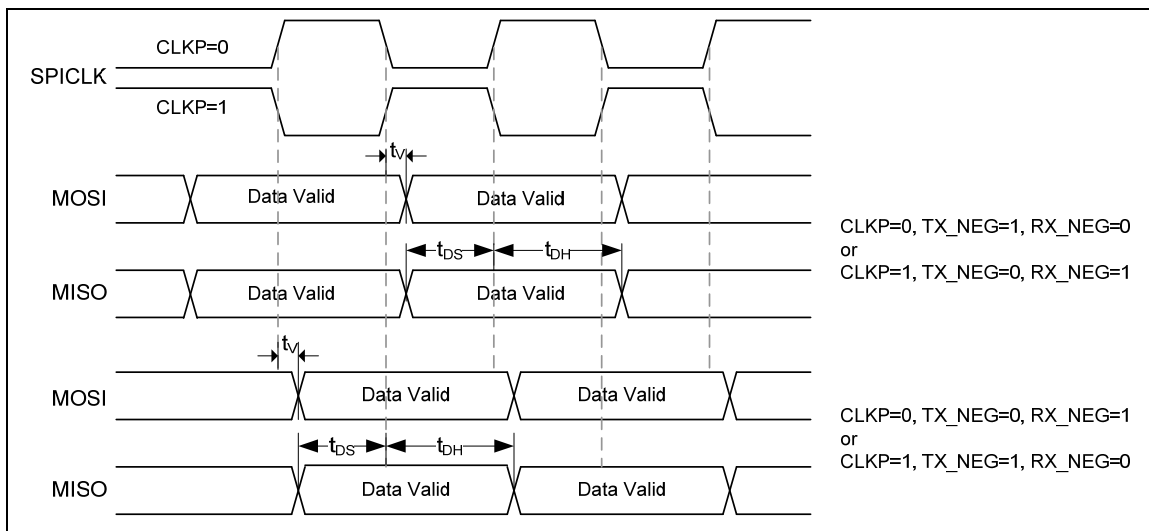 CLKP=0
SPICLK
CLKP=1
tV
MOSI
Data Valid
Data Valid
CLKP=0, TX_NEG=1, RX_NEG=0
or
CLKP=1, TX_NEG=0, RX_NEG=1
tDS
tDH
MISO
Data Valid
Data Valid
tV
MOSI
Data Valid
Data Valid
CLKP=0, TX_NEG=0, RX_NEG=1
or
CLKP=1, TX_NEG=1, RX_NEG=0
tDS
tDH
MISO
Data Valid
Data Valid